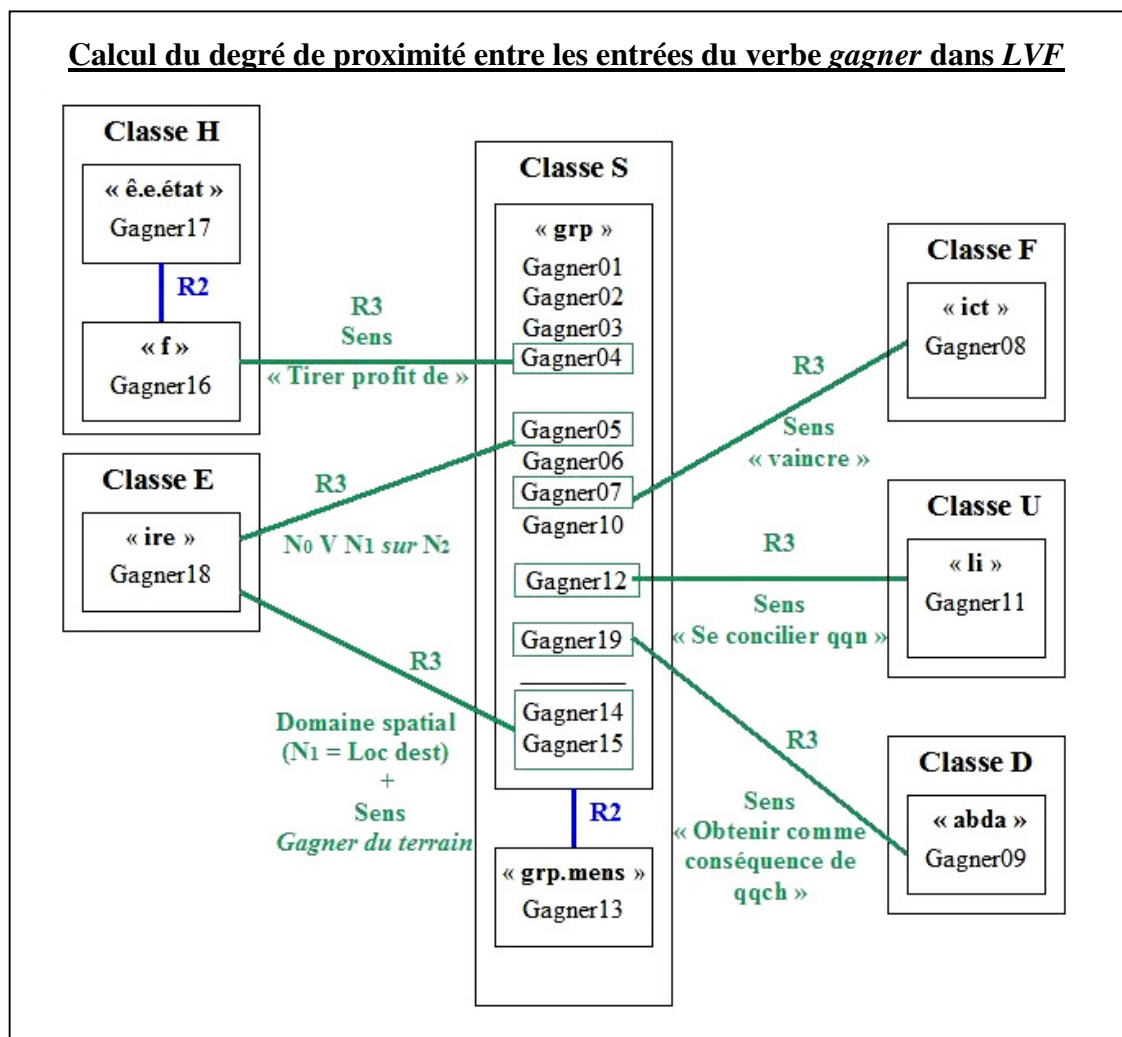 Calcul du degré de proximité entre les entrées du verbe gagner dans LVF
Classe H
« ê.e.état »
Gagner17
R2
« f »
Gagner16
R3
Sens
« Tirer profit de »
Classe E
« ire »
Gagner18
R3
N0 V N1 sur N2
R3
Domaine spatial
(N1 = Loc dest)
+
Sens
Gagner du terrain
Classe S
« grp »
Gagner01
Gagner02
Gagner03
Gagner04
Gagner05
Gagner06
Gagner07
Gagner10
Gagner12
Gagner19
Gagner14
Gagner15
R2
« grp.mens »
Gagner13
R3
Sens
« vaincre »
Classe F
« ict »
Gagner08
R3
Sens
« Se concilier qqn »
Classe U
« li »
Gagner11
R3
Sens
« Obtenir comme
conséquence de
qqch »
Classe D
« abda »
Gagner09